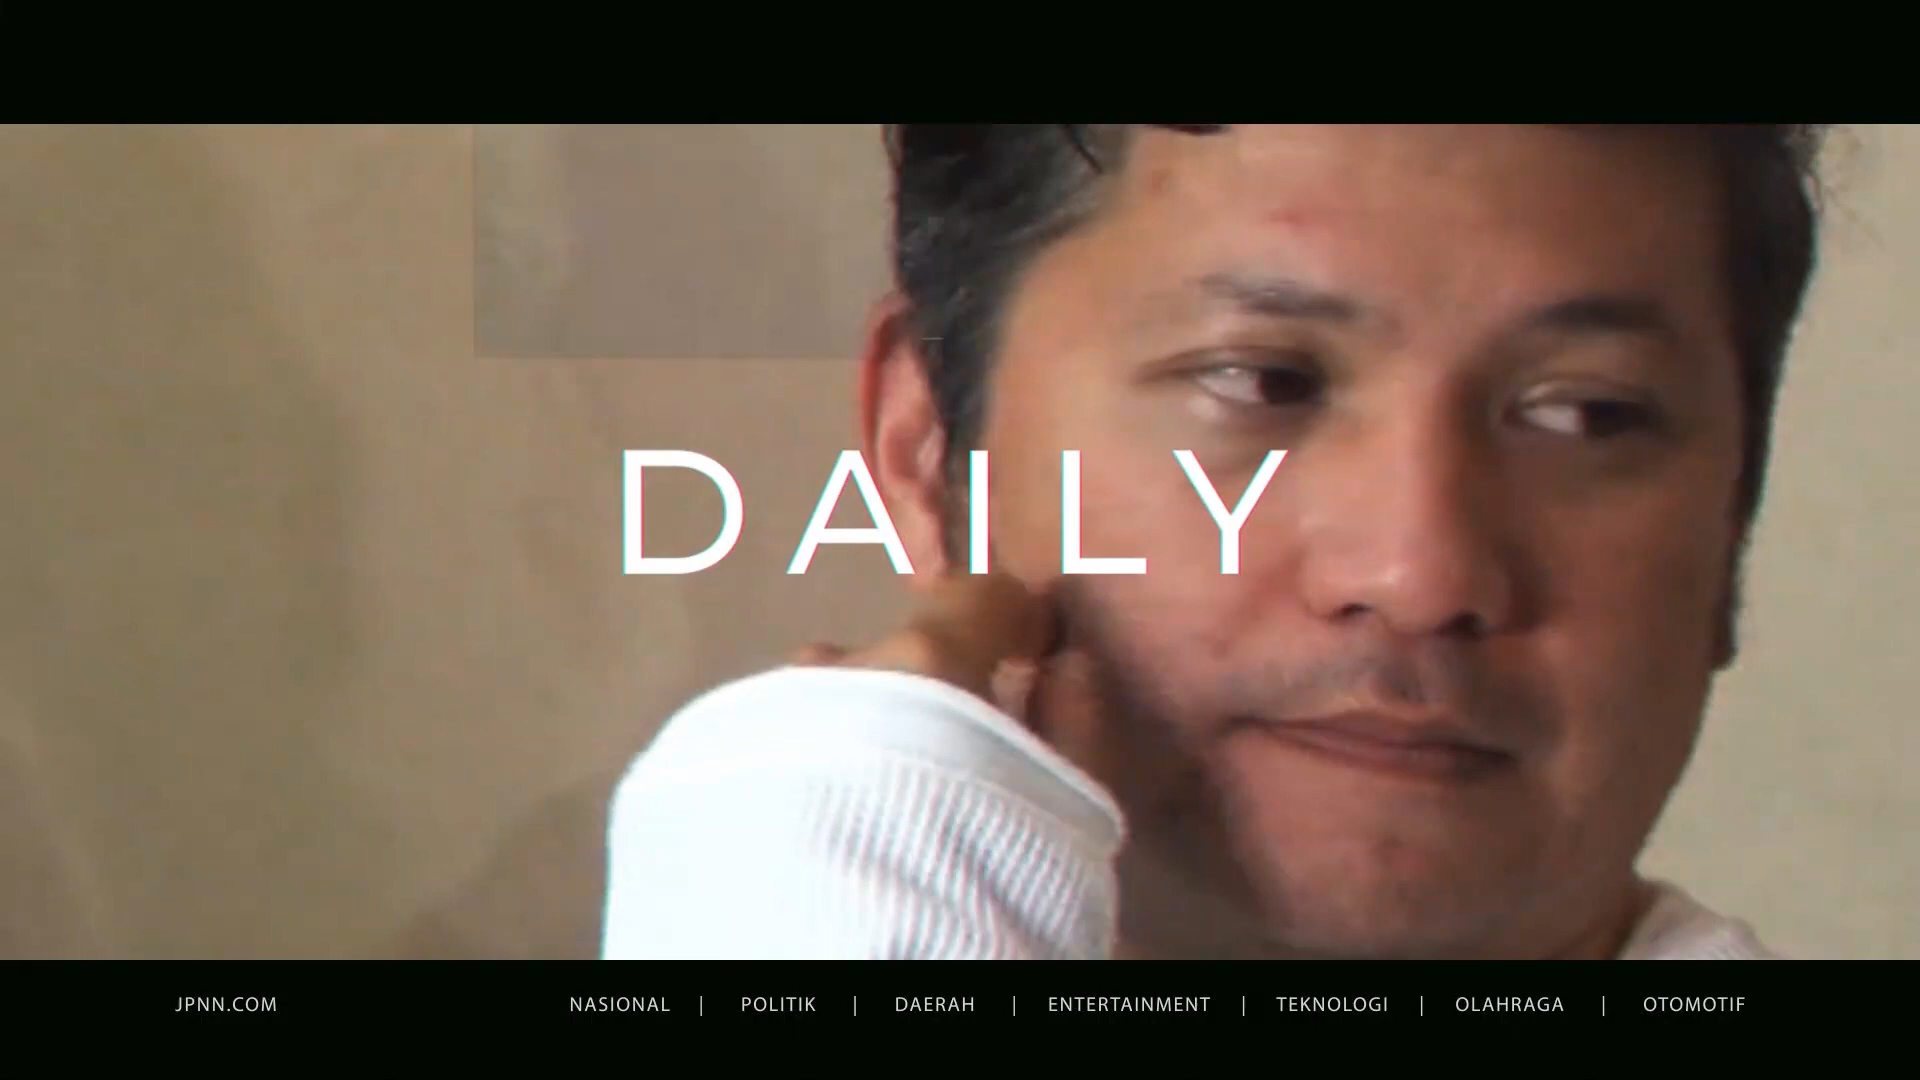 DAILY
JPNN.COM NASIONAL | POLITIK | DAERAH | ENTERTAINMENT | TEKNOLOGI | OLAHRAGA | OTOMOTIF